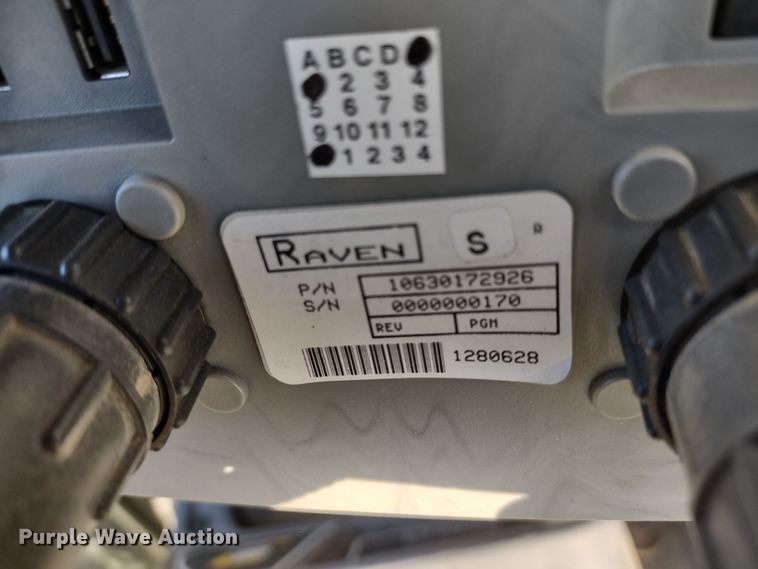 A B C D
2 3 4
5 6 7 8
9 10 11 12
1 2 3 4
RAVEN S R
P/N 10630172926
S/N 0000000170
REV PGM
1280628
Purple Wave Auction